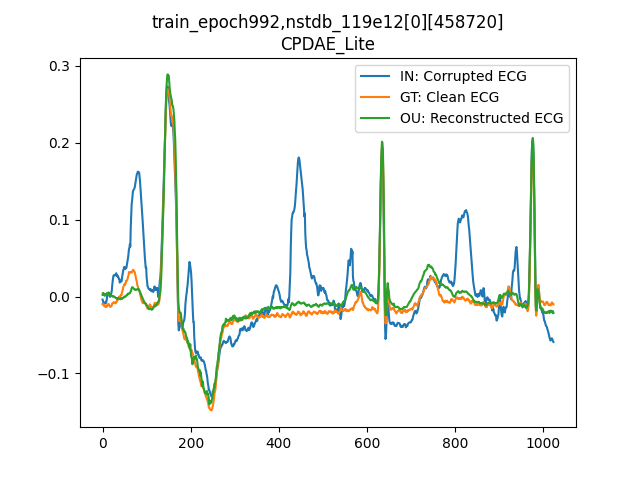 train_epoch992,nstdb_119e12[0][458720]
CPDAE_Lite
IN: Corrupted ECG
GT: Clean ECG
OU: Reconstructed ECG
0.3
0.2
0.1
0.0
−0.1
0 200 400 600 800 1000